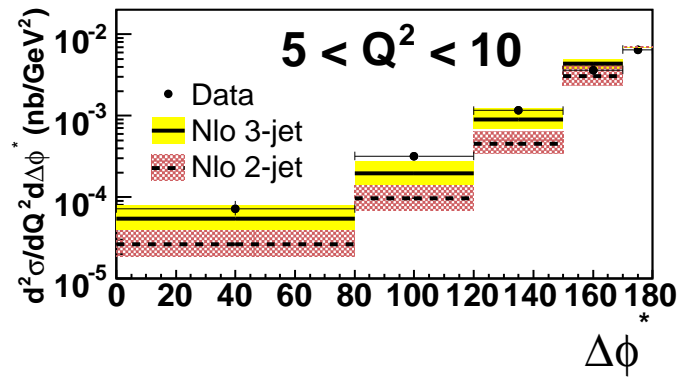 d²σ/dQ²dΔϕ* (nb/GeV²)
5 < Q² < 10
10⁻²
10⁻³
10⁻⁴
10⁻⁵
Data
Nlo 3-jet
Nlo 2-jet
0 20 40 60 80 100 120 140 160 180
Δϕ*